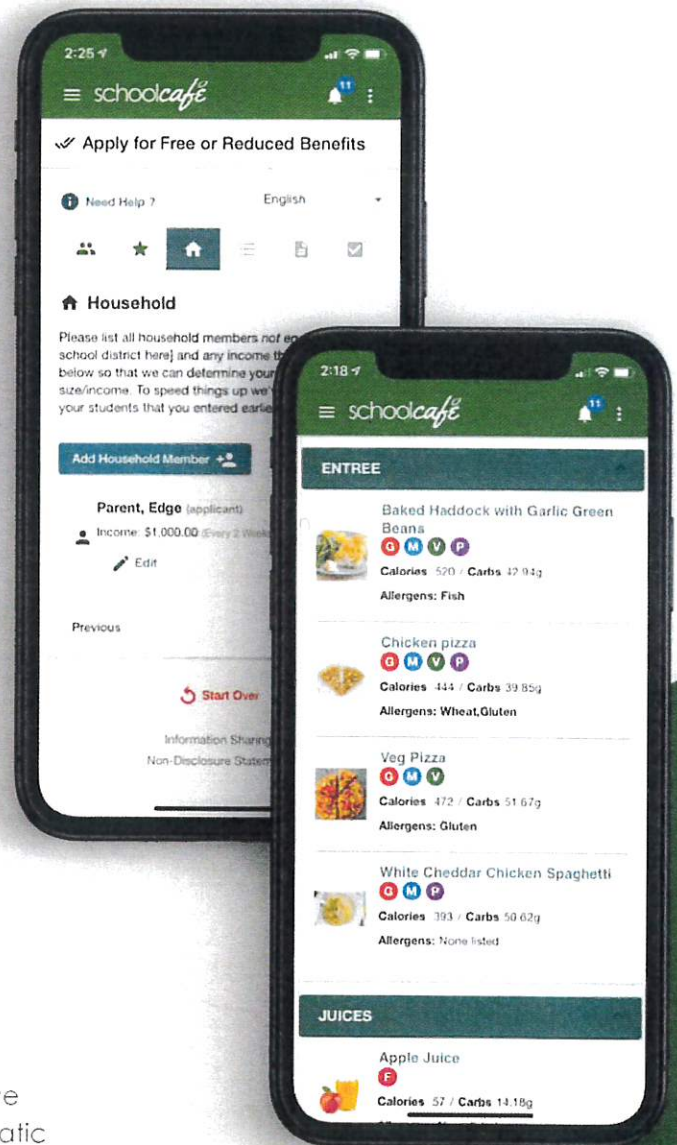 2:25
schoolcafé
11
Apply for Free or Reduced Benefits
Need Help ?
English
Household
Please list all household members not
school district here] and any income
below so that we can determine your
size/income. To speed things up
your students that you entered
Add Household Member
Parent, Edge (applicant)
Income: $1,000.00 (Every 2
Edit
Previous
Start Over
Information Sharing
Non-Disclosure
2:18
schoolcafé
11
ENTREE
Baked Haddock with Garlic Green
Beans
G M V P
Calories 520 / Carbs 42.94g
Allergens: Fish
Chicken pizza
G M V P
Calories 444 / Carbs 39.85g
Allergens: Wheat,Gluten
Veg Pizza
G M V
Calories 472 / Carbs 51.67g
Allergens: Gluten
White Cheddar Chicken Spaghetti
G M P
Calories 393 / Carbs 50.62g
Allergens: None listed
JUICES
Apple Juice
F
Calories 57 / Carbs 14.18g